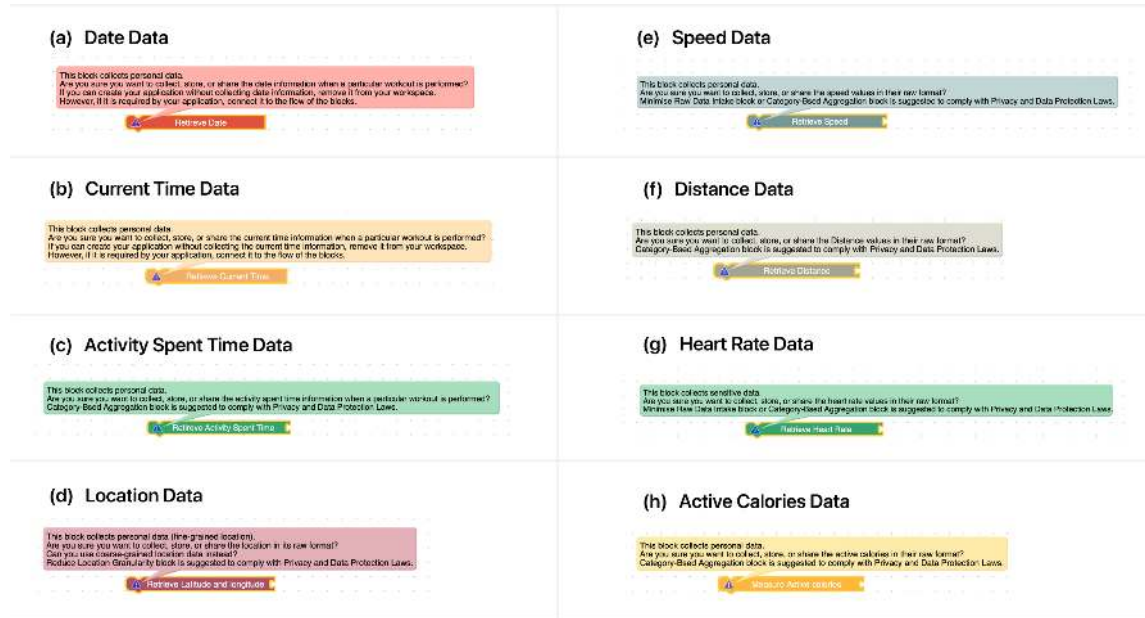 (a) Date Data
This block collects personal data.
Are you sure you want to collect, store, or share the date information when a particular workout is performed?
If you can create your application without collecting date information, remove it from your workspace.
However, if it is required by your application, connect it to the flow of the blocks.
Retrieve Date
(b) Current Time Data
This block collects personal data
Are you sure you want to collect, store, or share the current time information when a particular workout is performed?
If you can create your application without collecting the current time information, remove it from your workspace.
However, if it is required by your application, connect it to the flow of the blocks.
Retrieve Current Time
(c) Activity Spent Time Data
This block collects personal data.
Are you sure you want to collect, store, or share the activity spent time information when a particular workout is performed?
Category-Bsed Aggregation block is suggested to comply with Privacy and Data Protection Laws.
Retrieve Activity Spent Time
(d) Location Data
This block collects personal data (fine-grained location).
Are you sure you want to collect, store, or share the location in its raw format?
Can you use coarse-grained location data instead?
Reduce Location Granularity block is suggested to comply with Privacy and Data Protection Laws.
Retrieve Latitude and longitude
(e) Speed Data
This block collects personal data.
Are you sure you want to collect, store, or share the speed values in their raw format?
Minimise Raw Data Intake block or Category-Bsed Aggregation block is suggested to comply with Privacy and Data Protection Laws.
Retrieve Speed
(f) Distance Data
This block collects personal data.
Are you sure you want to collect, store, or share the Distance values in their raw format?
Category-Bsed Aggregation block is suggested to comply with Privacy and Data Protection Laws.
Retrieve Distance
(g) Heart Rate Data
This block collects sensitive data.
Are you sure you want to collect, store, or share the heart rate values in their raw format?
Minimise Raw Data Intake block or Category-Bsed Aggregation block is suggested to comply with Privacy and Data Protection Laws.
Retrieve Heart Rate
(h) Active Calories Data
This block collects personal data.
Are you sure you want to collect, store, or share the active calories in their raw format?
Category-Bsed Aggregation block is suggested to comply with Privacy and Data Protection Laws.
Measure Active calories